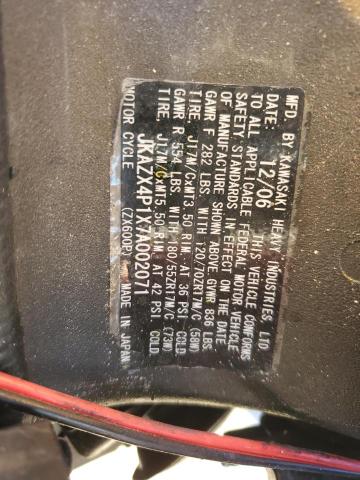 MFD. BY KAWASAKI HEAVY INDUSTRIES, LTD.
DATE: 12/06 THIS VEHICLE CONFORMS
TO ALL APPLICABLE FEDERAL MOTOR VEHICLE
SAFETY STANDARDS IN EFFECT ON THE DATE
OF MANUFACTURE SHOWN ABOVE. GVWR 836 LBS.
GAWR F 282 LBS WITH 120/70ZR17M/C (58W)
TIRE, J17M/CxMT3.50 RIM AT 36 PSI COLD.
GAWR R 554 LBS WITH 180/55ZR17M/C (73W)
TIRE, J17M/CxMT5.50 RIM AT 42 PSI COLD.
JKAZX4P1X7A002071
MOTOR CYCLE (ZX600P) MADE IN JAPAN